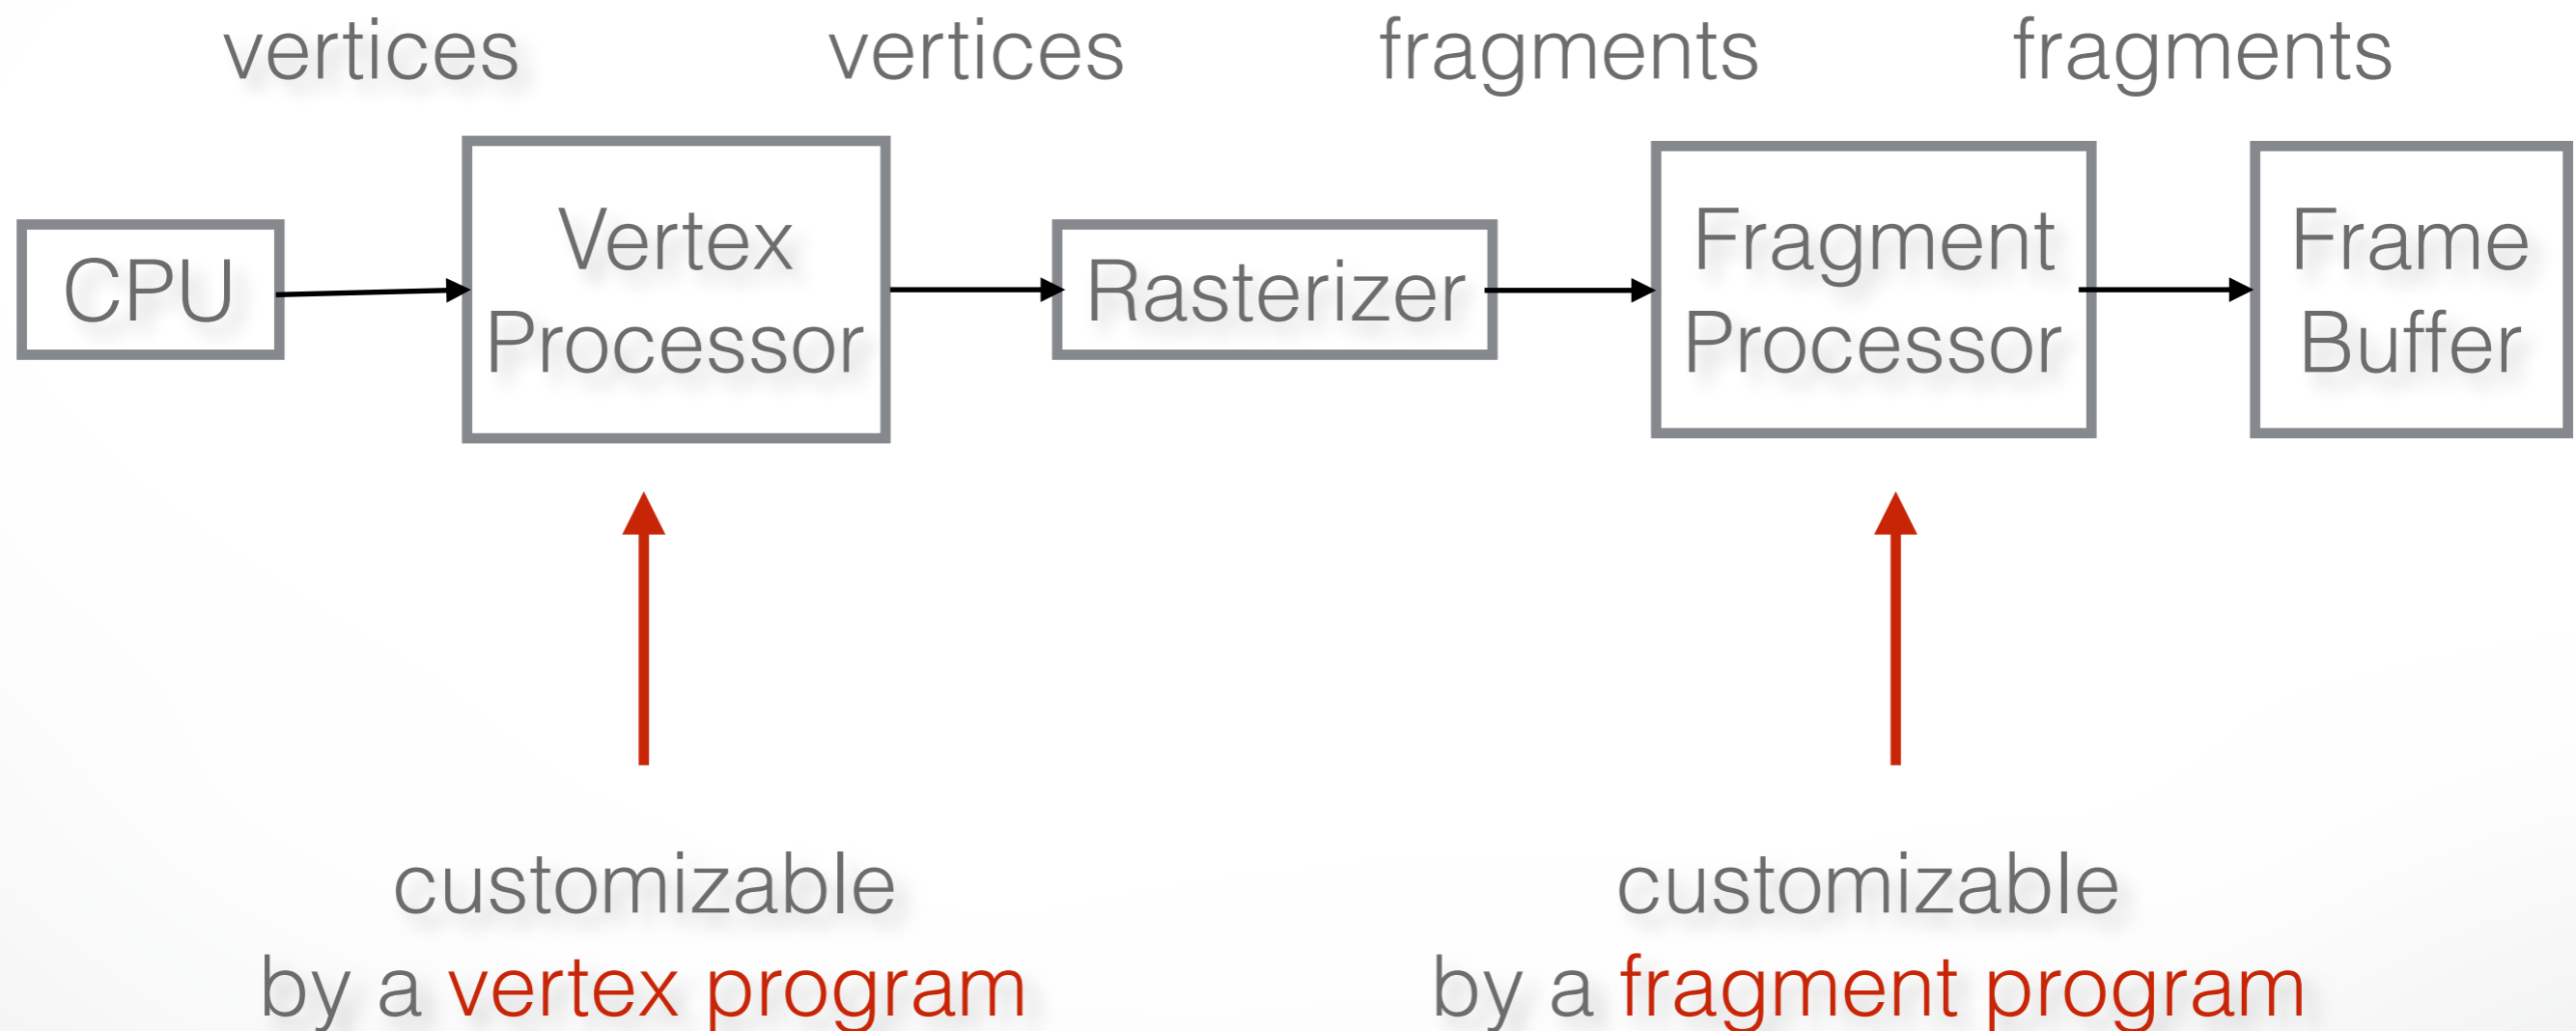 vertices vertices fragments fragments
CPU
Vertex
Processor
Rasterizer
Fragment
Processor
Frame
Buffer
customizable
by a vertex program
customizable
by a fragment program